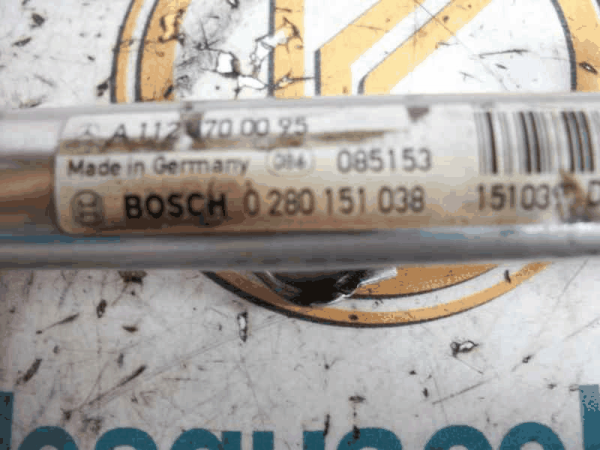 A 112 70 00 95
Made in Germany 085153
BOSCH 0 280 151 038